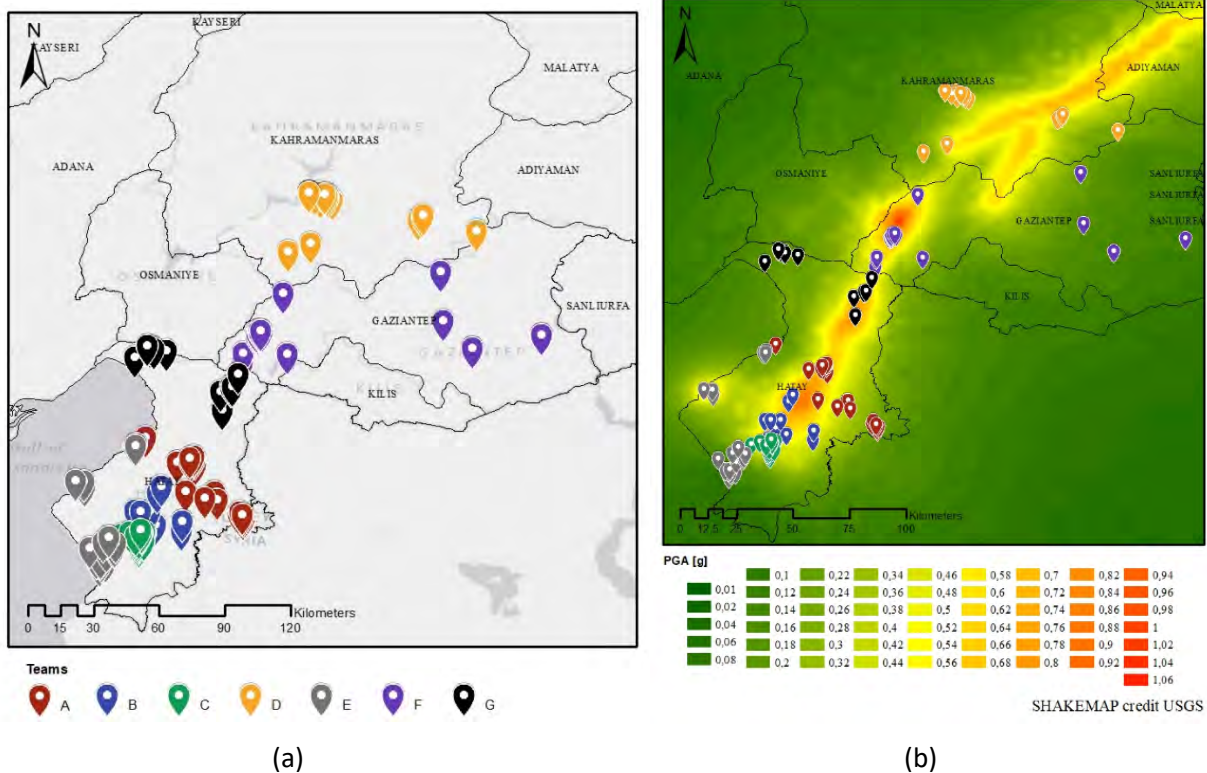 N
KAYSERI
KAYSERI
MALATYA
KAHRAMANMARAS
KAHRAMANMARAS
ADANA
ADIYAMAN
OSMANIYE
SANLIURFA
GAZIANTEP
GAZIANTEP
KILIS
KILIS
HATAY
SYRIA
Kilometers
0 15 30 60 90 120
Teams
A B C D E F G
(a)
N
MALATYA
ADANA
KAHRAMANMARAS
ADIYAMAN
OSMANIYE
SANLIURFA
SANLIURFA
GAZIANTEP
SANLIURFA
KILIS
HATAY
Kilometers
0 12,5 25 50 75 100
PGA [g]
0,1 0,22 0,34 0,46 0,58 0,7 0,82 0,94
0,01 0,12 0,24 0,36 0,48 0,6 0,72 0,84 0,96
0,02 0,14 0,26 0,38 0,5 0,62 0,74 0,86 0,98
0,04 0,16 0,28 0,4 0,52 0,64 0,76 0,88 1
0,06 0,18 0,3 0,42 0,54 0,66 0,78 0,9 1,02
0,08 0,2 0,32 0,44 0,56 0,68 0,8 0,92 1,04
1,06
SHAKEMAP credit USGS
(b)